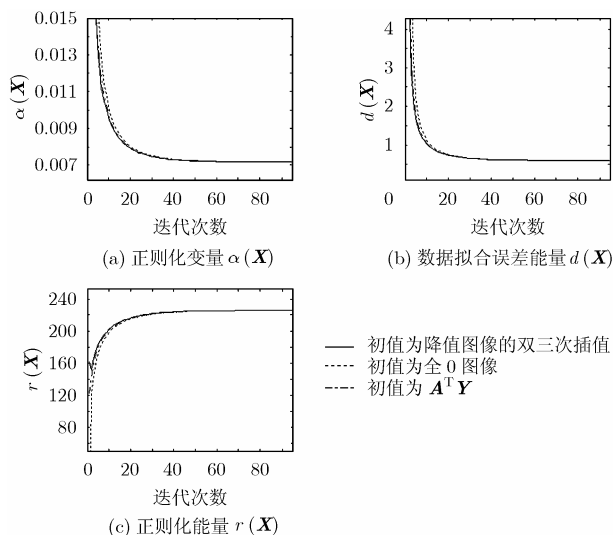 0.015
0.013
0.011
0.009
0.007
α(X)
0 20 40 60 80
迭代次数
(a) 正则化变量 α(X)
4
3
2
1
d(X)
0 20 40 60 80
迭代次数
(b) 数据拟合误差能量 d(X)
240
200
160
120
80
r(X)
0 20 40 60 80
迭代次数
(c) 正则化能量 r(X)
初值为降值图像的双三次插值
初值为全 0 图像
初值为 AᵀY